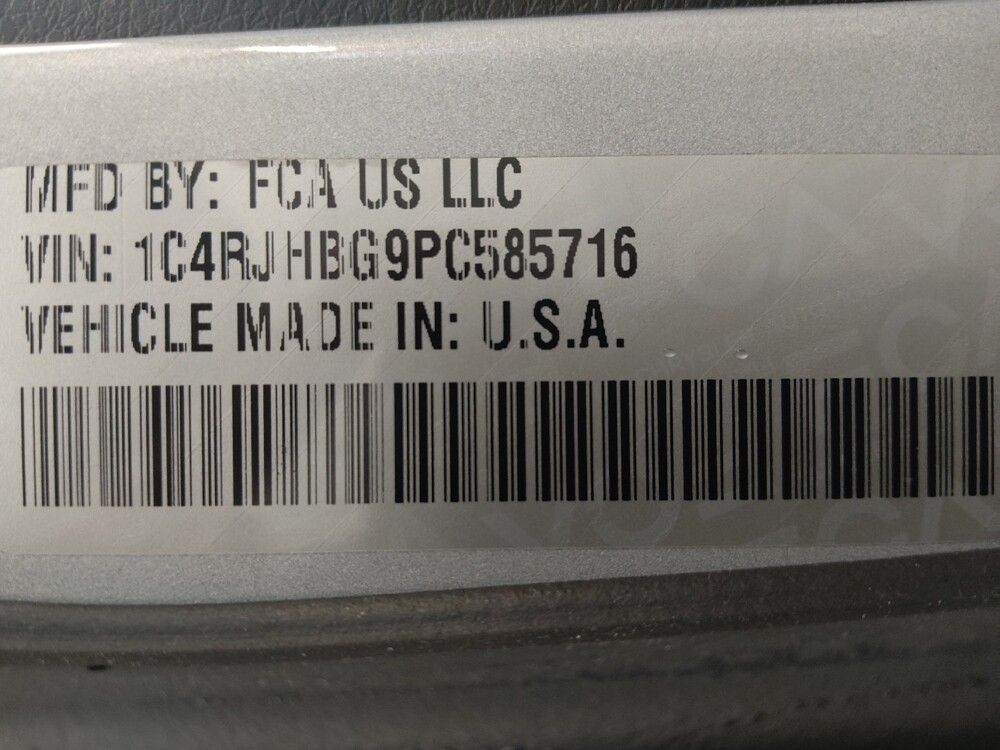 MFD BY: FCA US LLC
VIN: 1C4RJHBG9PC585716
VEHICLE MADE IN: U.S.A.